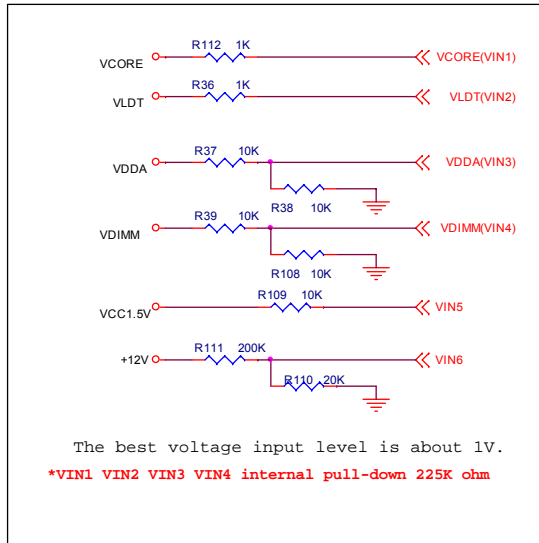 R112 1K
VCORE VCORE(VIN1)
R36 1K
VLDT VLDT(VIN2)
R37 10K
VDDA VDDA(VIN3)
R38 10K
R39 10K
VDIMM VDIMM(VIN4)
R108 10K
R109 10K
VCC1.5V VIN5
R111 200K
+12V VIN6
R110 20K
The best voltage input level is about 1V.
*VIN1 VIN2 VIN3 VIN4 internal pull-down 225K ohm